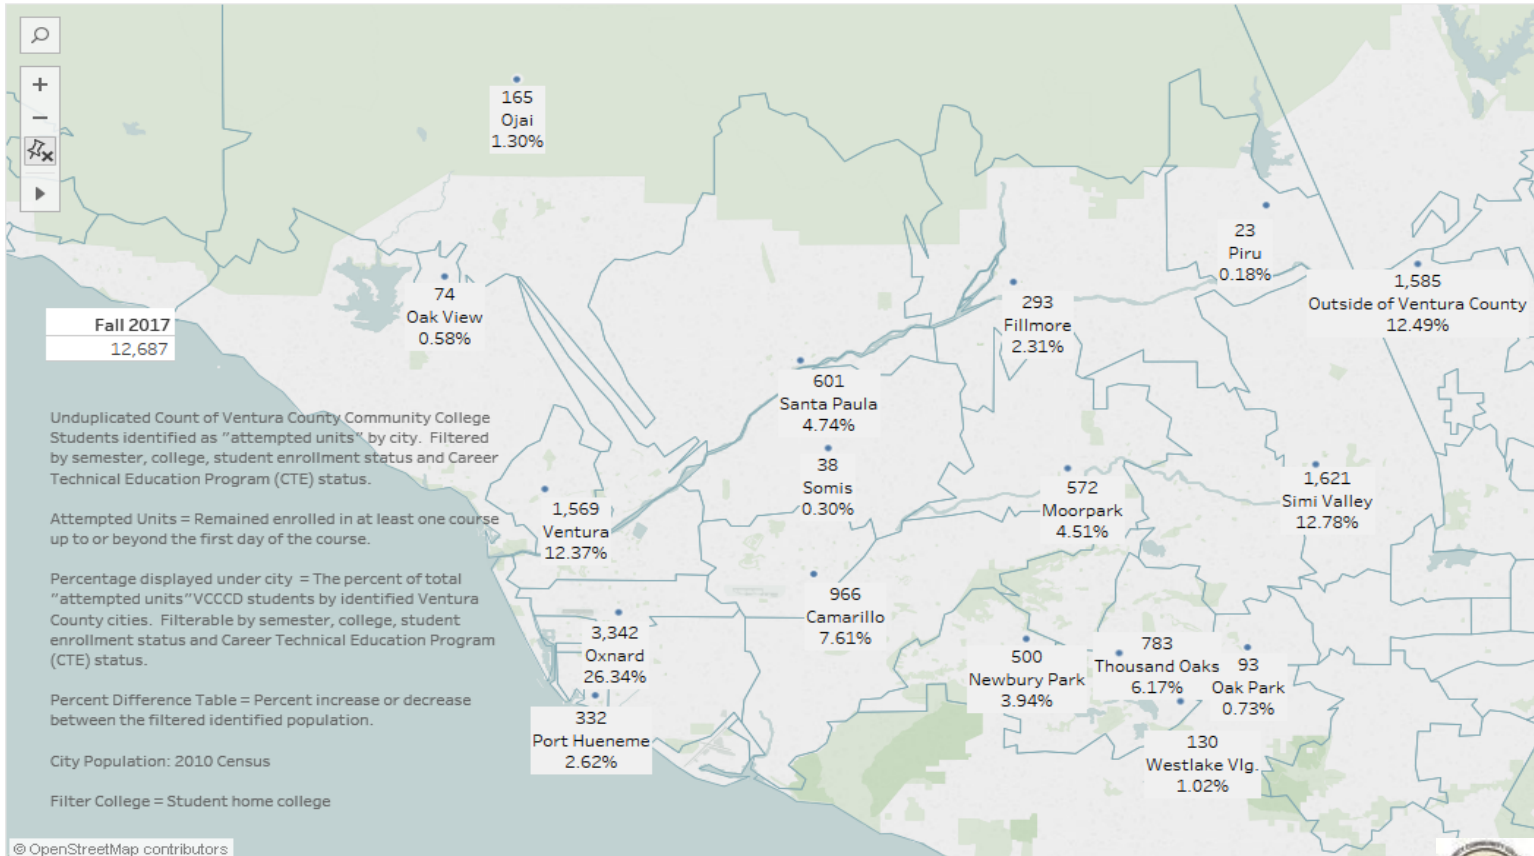 165
Ojai
1.30%
23
Piru
0.18%
1,585
Outside of Ventura County
12.49%
74
Oak View
0.58%
293
Fillmore
2.31%
Fall 2017
12,687
601
Santa Paula
4.74%
Unduplicated Count of Ventura County Community College
Students identified as "attempted units" by city. Filtered
by semester, college, student enrollment status and Career
Technical Education Program (CTE) status.
Attempted Units = Remained enrolled in at least one course
up to or beyond the first day of the course.
Percentage displayed under city = The percent of total
"attempted units"VCCCD students by identified Ventura
County cities. Filterable by semester, college, student
enrollment status and Career Technical Education Program
(CTE) status.
Percent Difference Table = Percent increase or decrease
between the filtered identified population.
City Population: 2010 Census
Filter College = Student home college
38
Somis
0.30%
1,569
Ventura
12.37%
572
Moorpark
4.51%
1,621
Simi Valley
12.78%
966
Camarillo
7.61%
3,342
Oxnard
26.34%
500
Newbury Park
3.94%
783
Thousand Oaks
6.17%
93
Oak Park
0.73%
332
Port Hueneme
2.62%
130
Westlake Vlg.
1.02%
© OpenStreetMap contributors